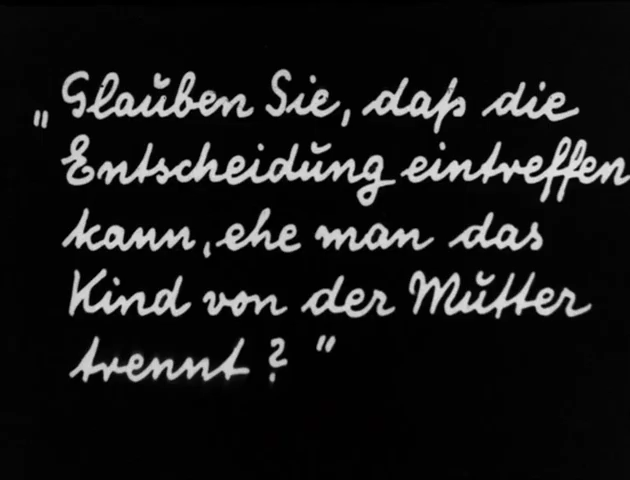 „Glauben Sie, daß die
Entscheidung eintreffen
kann, ehe man das
Kind von der Mutter
trennt? “